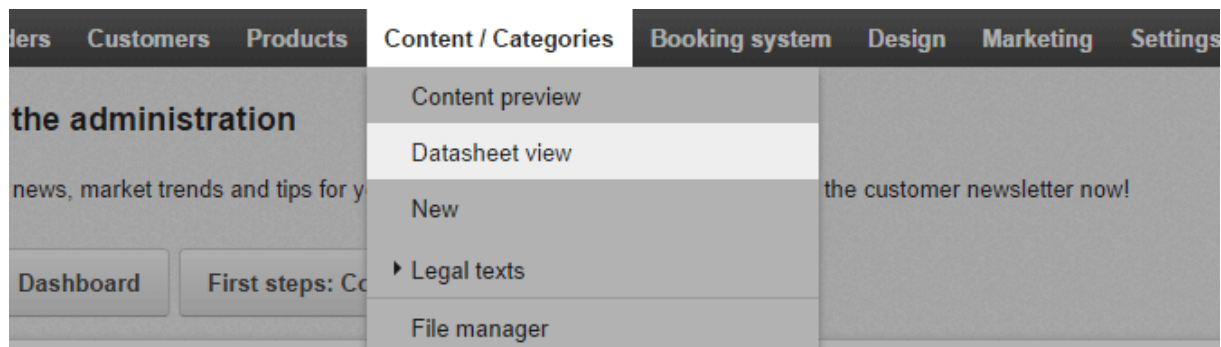 ders Customers Products Content / Categories Booking system Design Marketing Settings
Content preview
the administration
Datasheet view
news, market trends and tips for y the customer newsletter now!
New
Legal texts
Dashboard First steps: Co
File manager